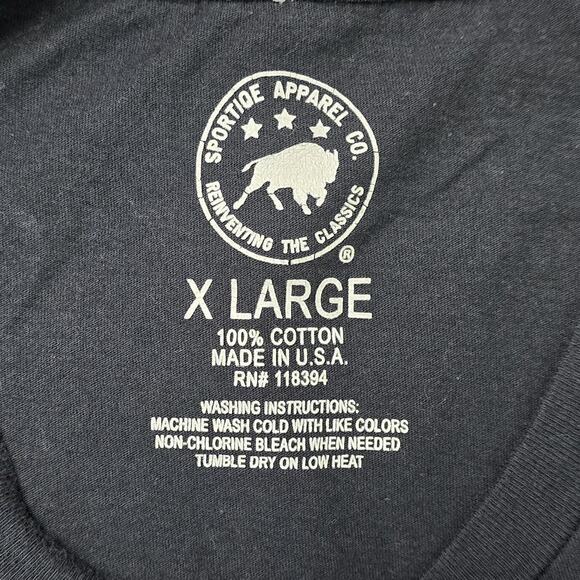 SPORTIQE APPAREL CO.
REINVENTING THE CLASSICS
®
X LARGE
100% COTTON
MADE IN U.S.A.
RN# 118394
WASHING INSTRUCTIONS:
MACHINE WASH COLD WITH LIKE COLORS
NON-CHLORINE BLEACH WHEN NEEDED
TUMBLE DRY ON LOW HEAT